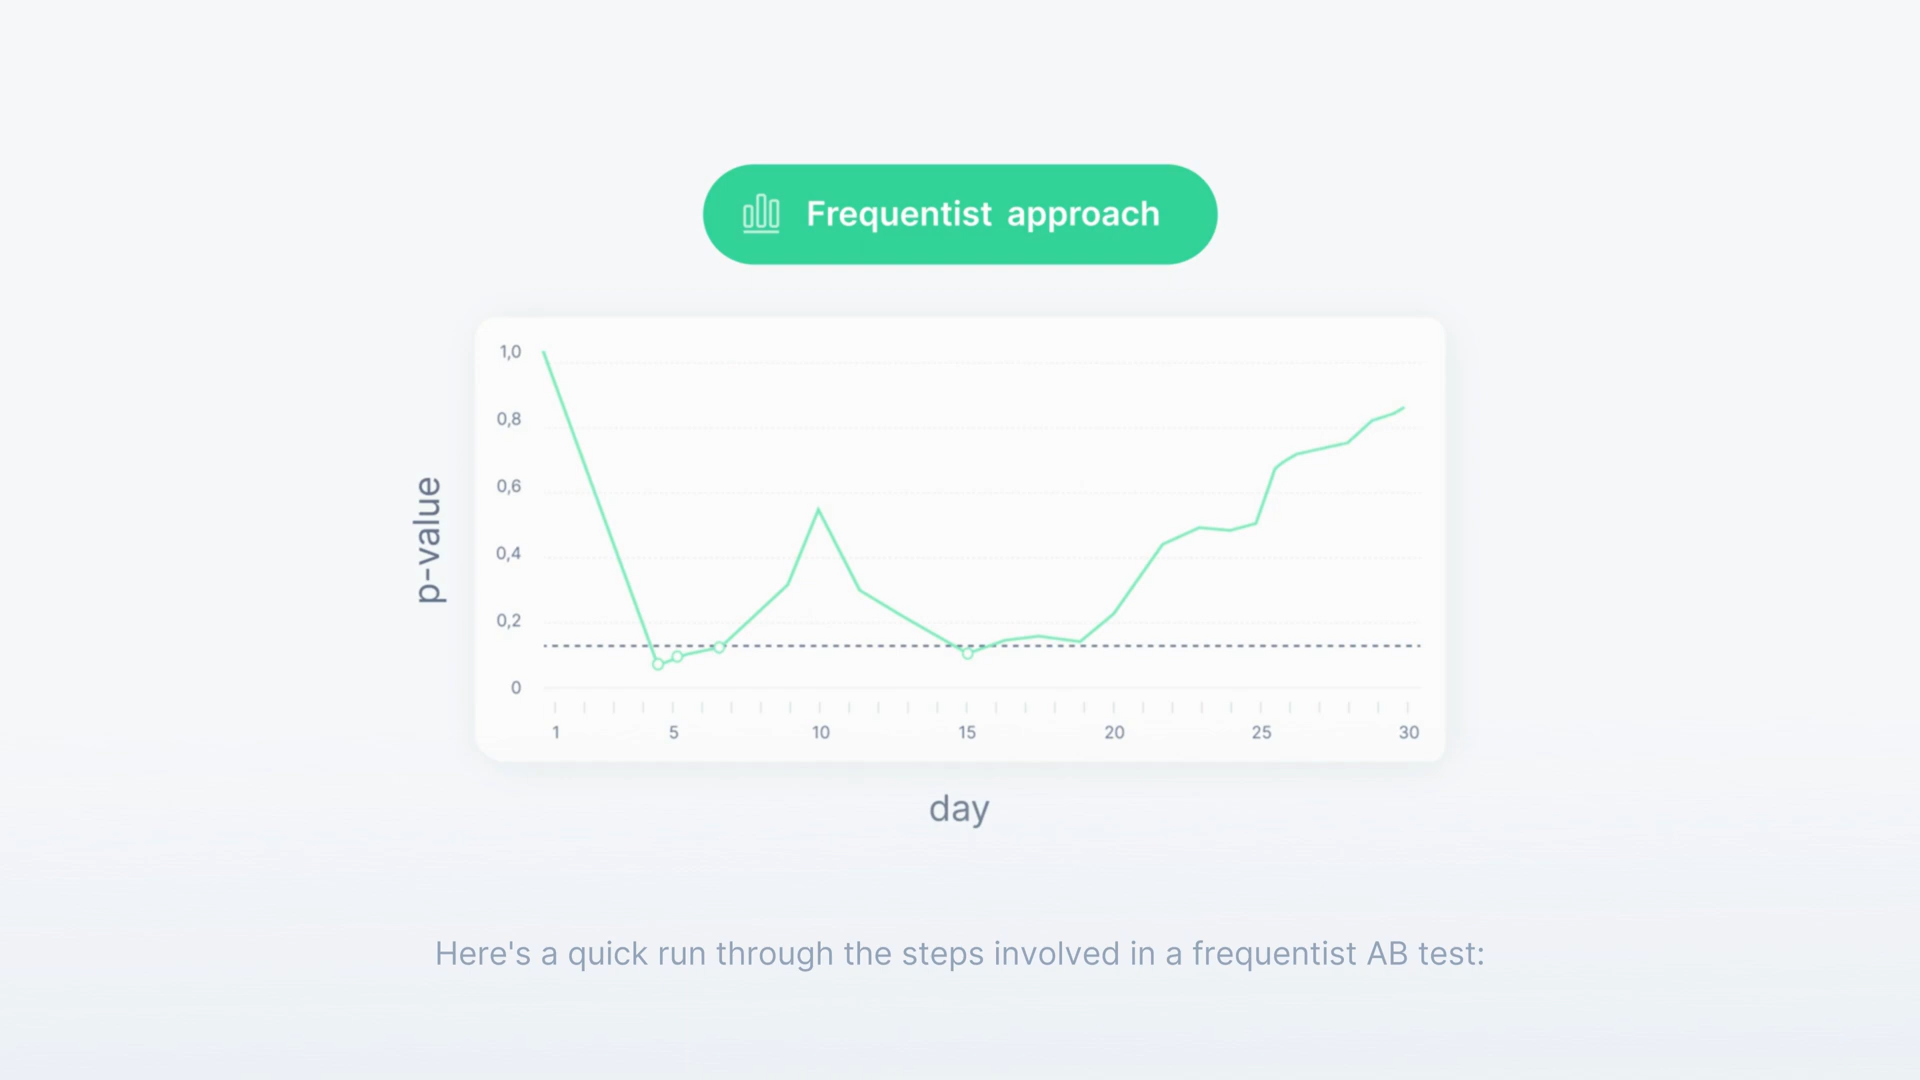 Frequentist approach
p-value
1,0
0,8
0,6
0,4
0,2
0
1 5 10 15 20 25 30
day
Here's a quick run through the steps involved in a frequentist AB test: